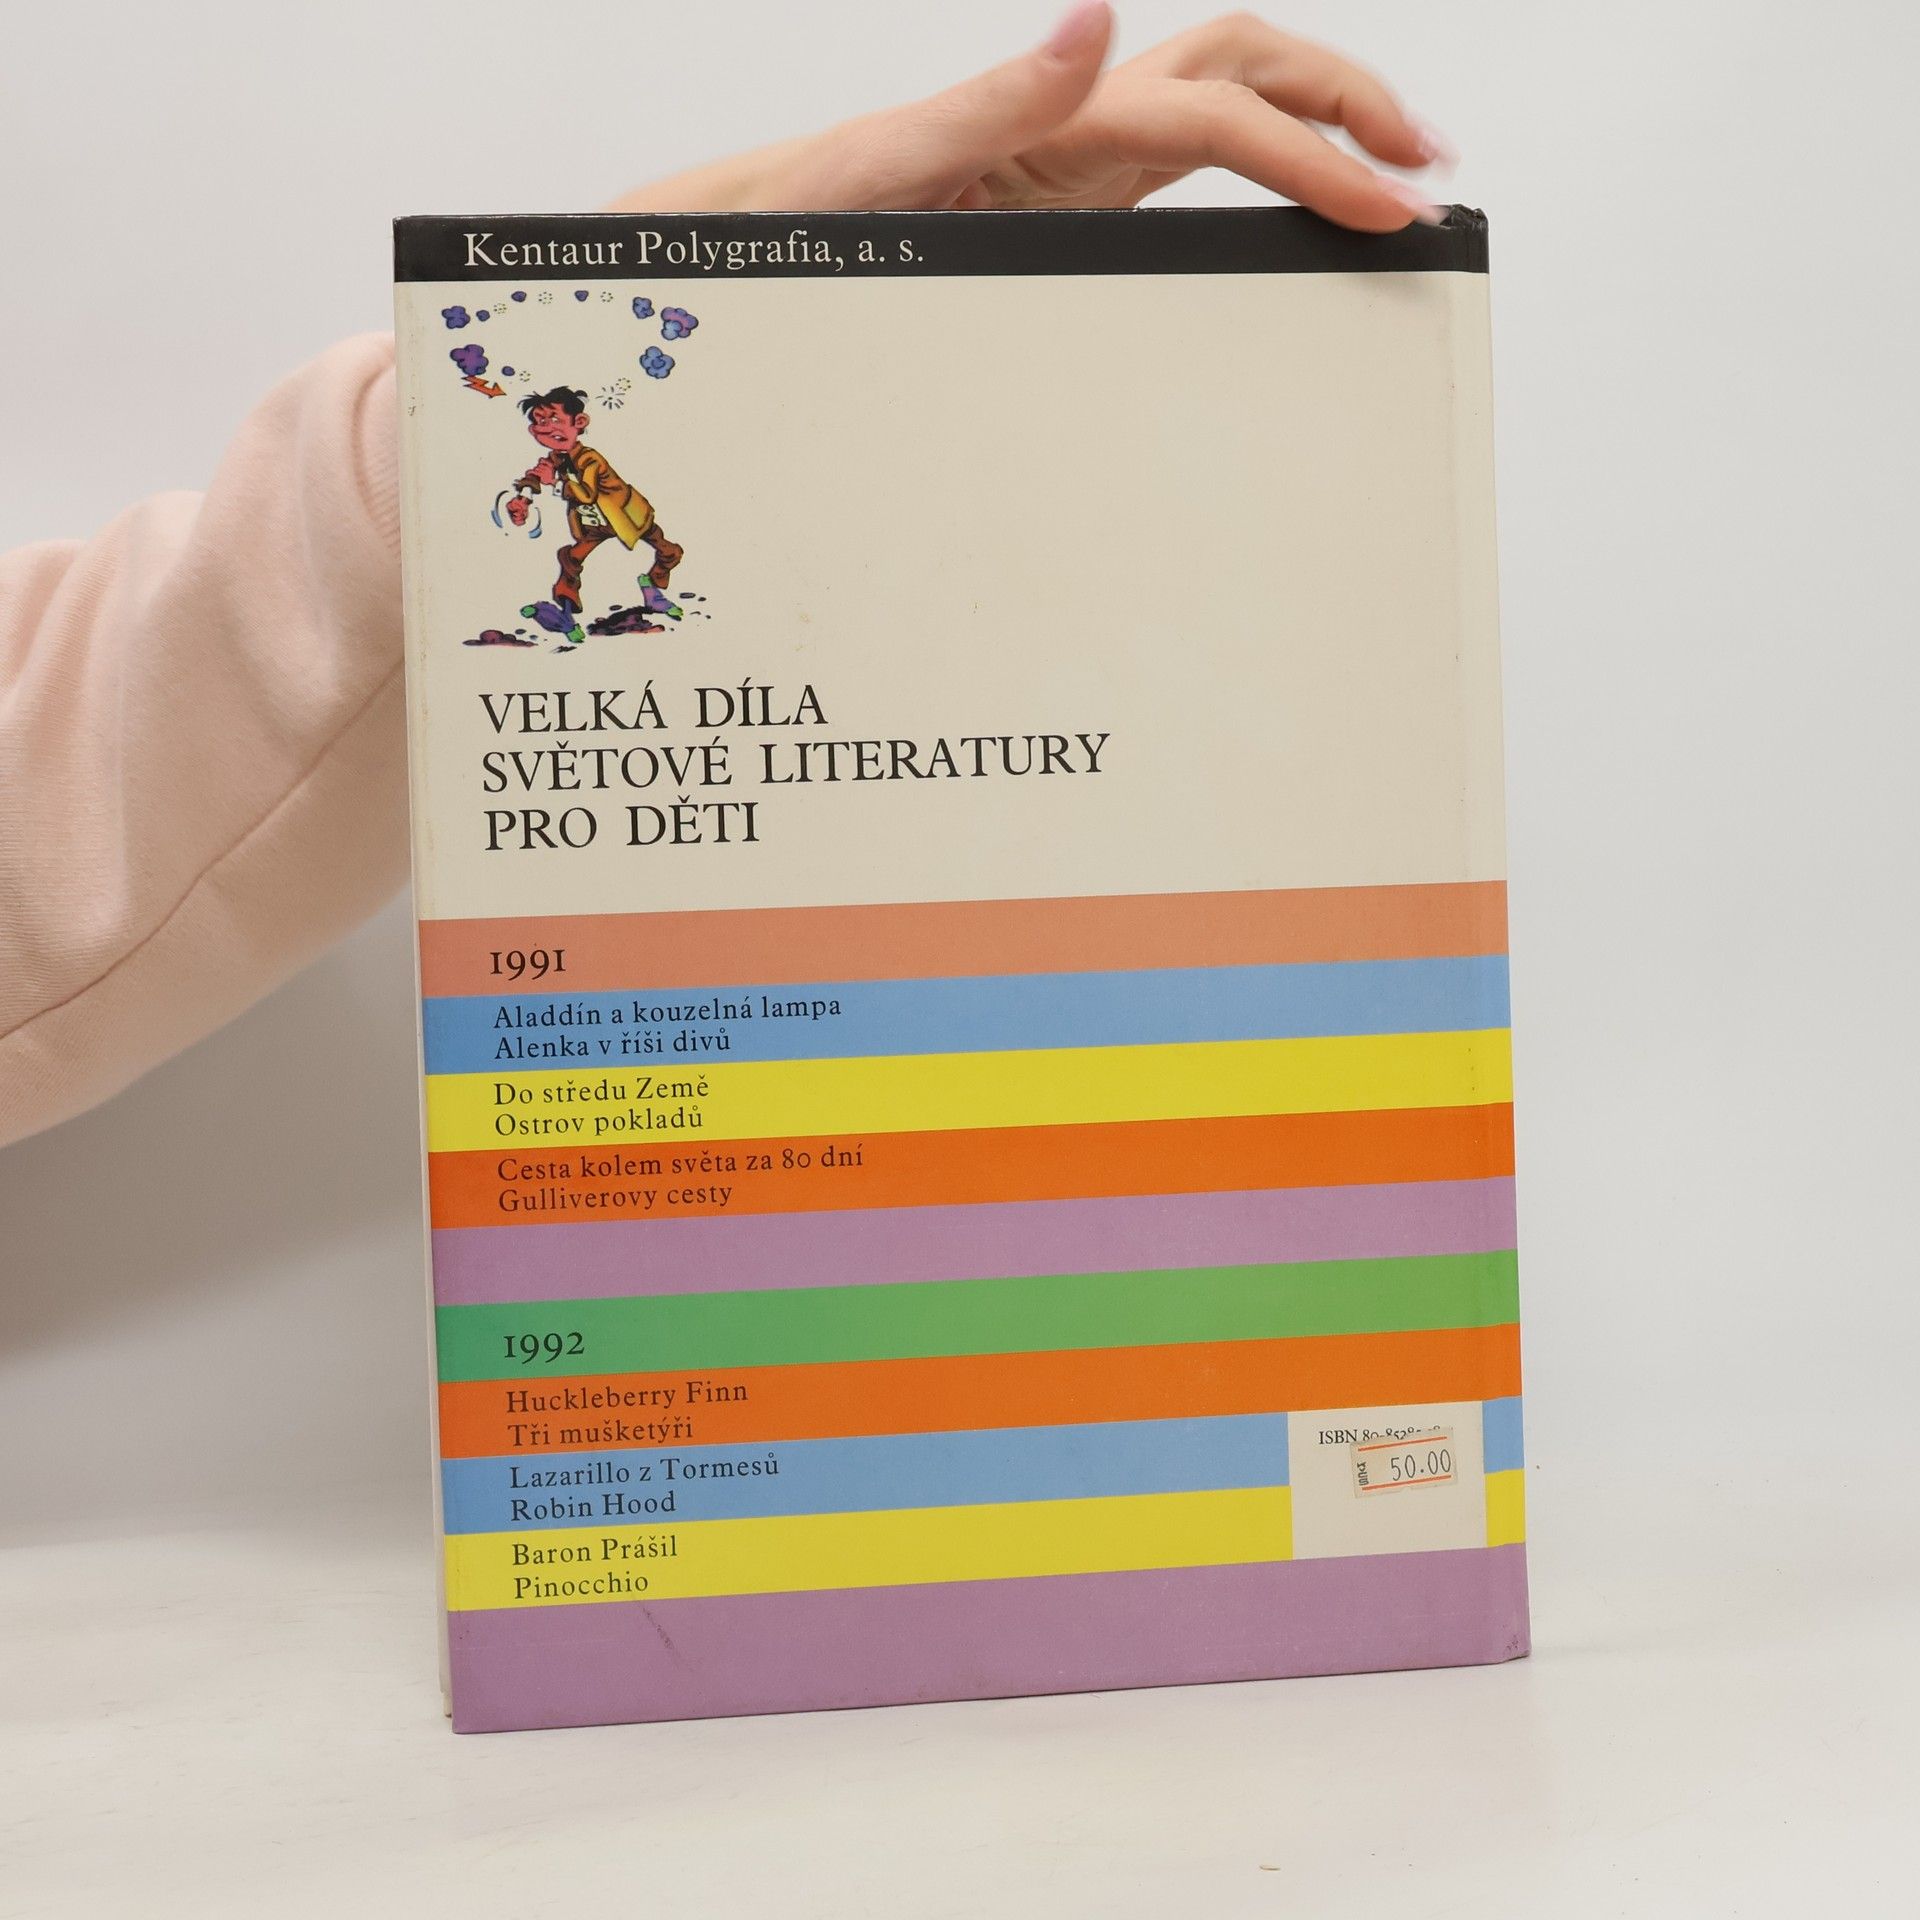 Kentaur Polygrafia, a. s.
VELKÁ DÍLA
SVĚTOVÉ LITERATURY
PRO DĚTI
1991
Aladdín a kouzelná lampa
Alenka v říši divů
Do středu Země
Ostrov pokladů
Cesta kolem světa za 80 dní
Gulliverovy cesty
1992
Huckleberry Finn
Tři mušketýři
Lazarillo z Tormesů
Robin Hood
Baron Prášil
Pinocchio
ISBN
50.00